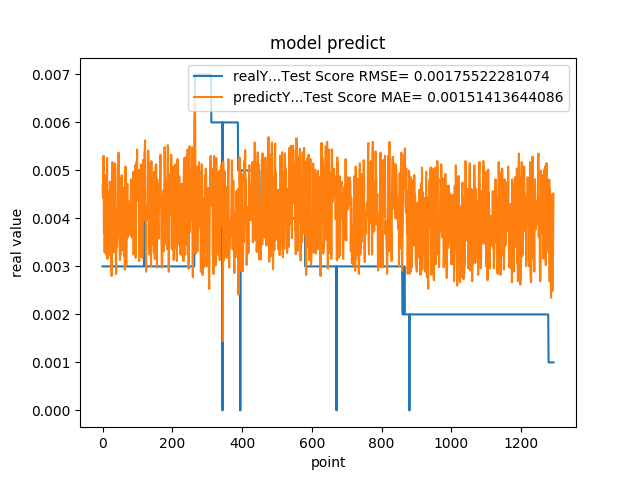 model predict
realY...Test Score RMSE= 0.00175522281074
predictY...Test Score MAE= 0.00151413644086
0.007
0.006
0.005
0.004
0.003
0.002
0.001
0.000
real value
0 200 400 600 800 1000 1200
point